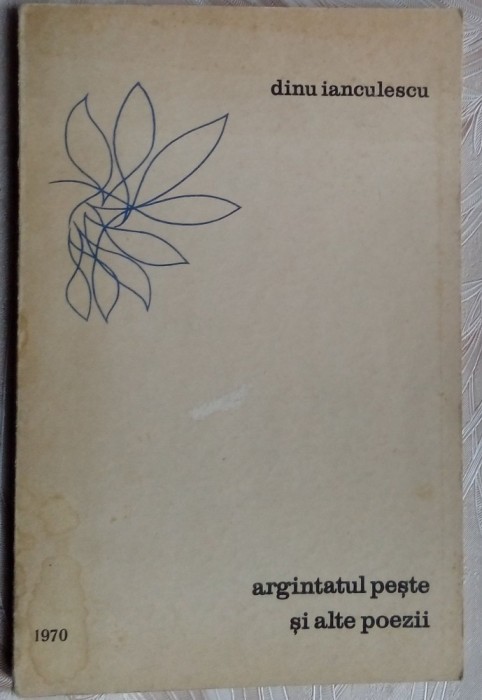 dinu ianculescu
argintatul pește
și alte poezii
1970